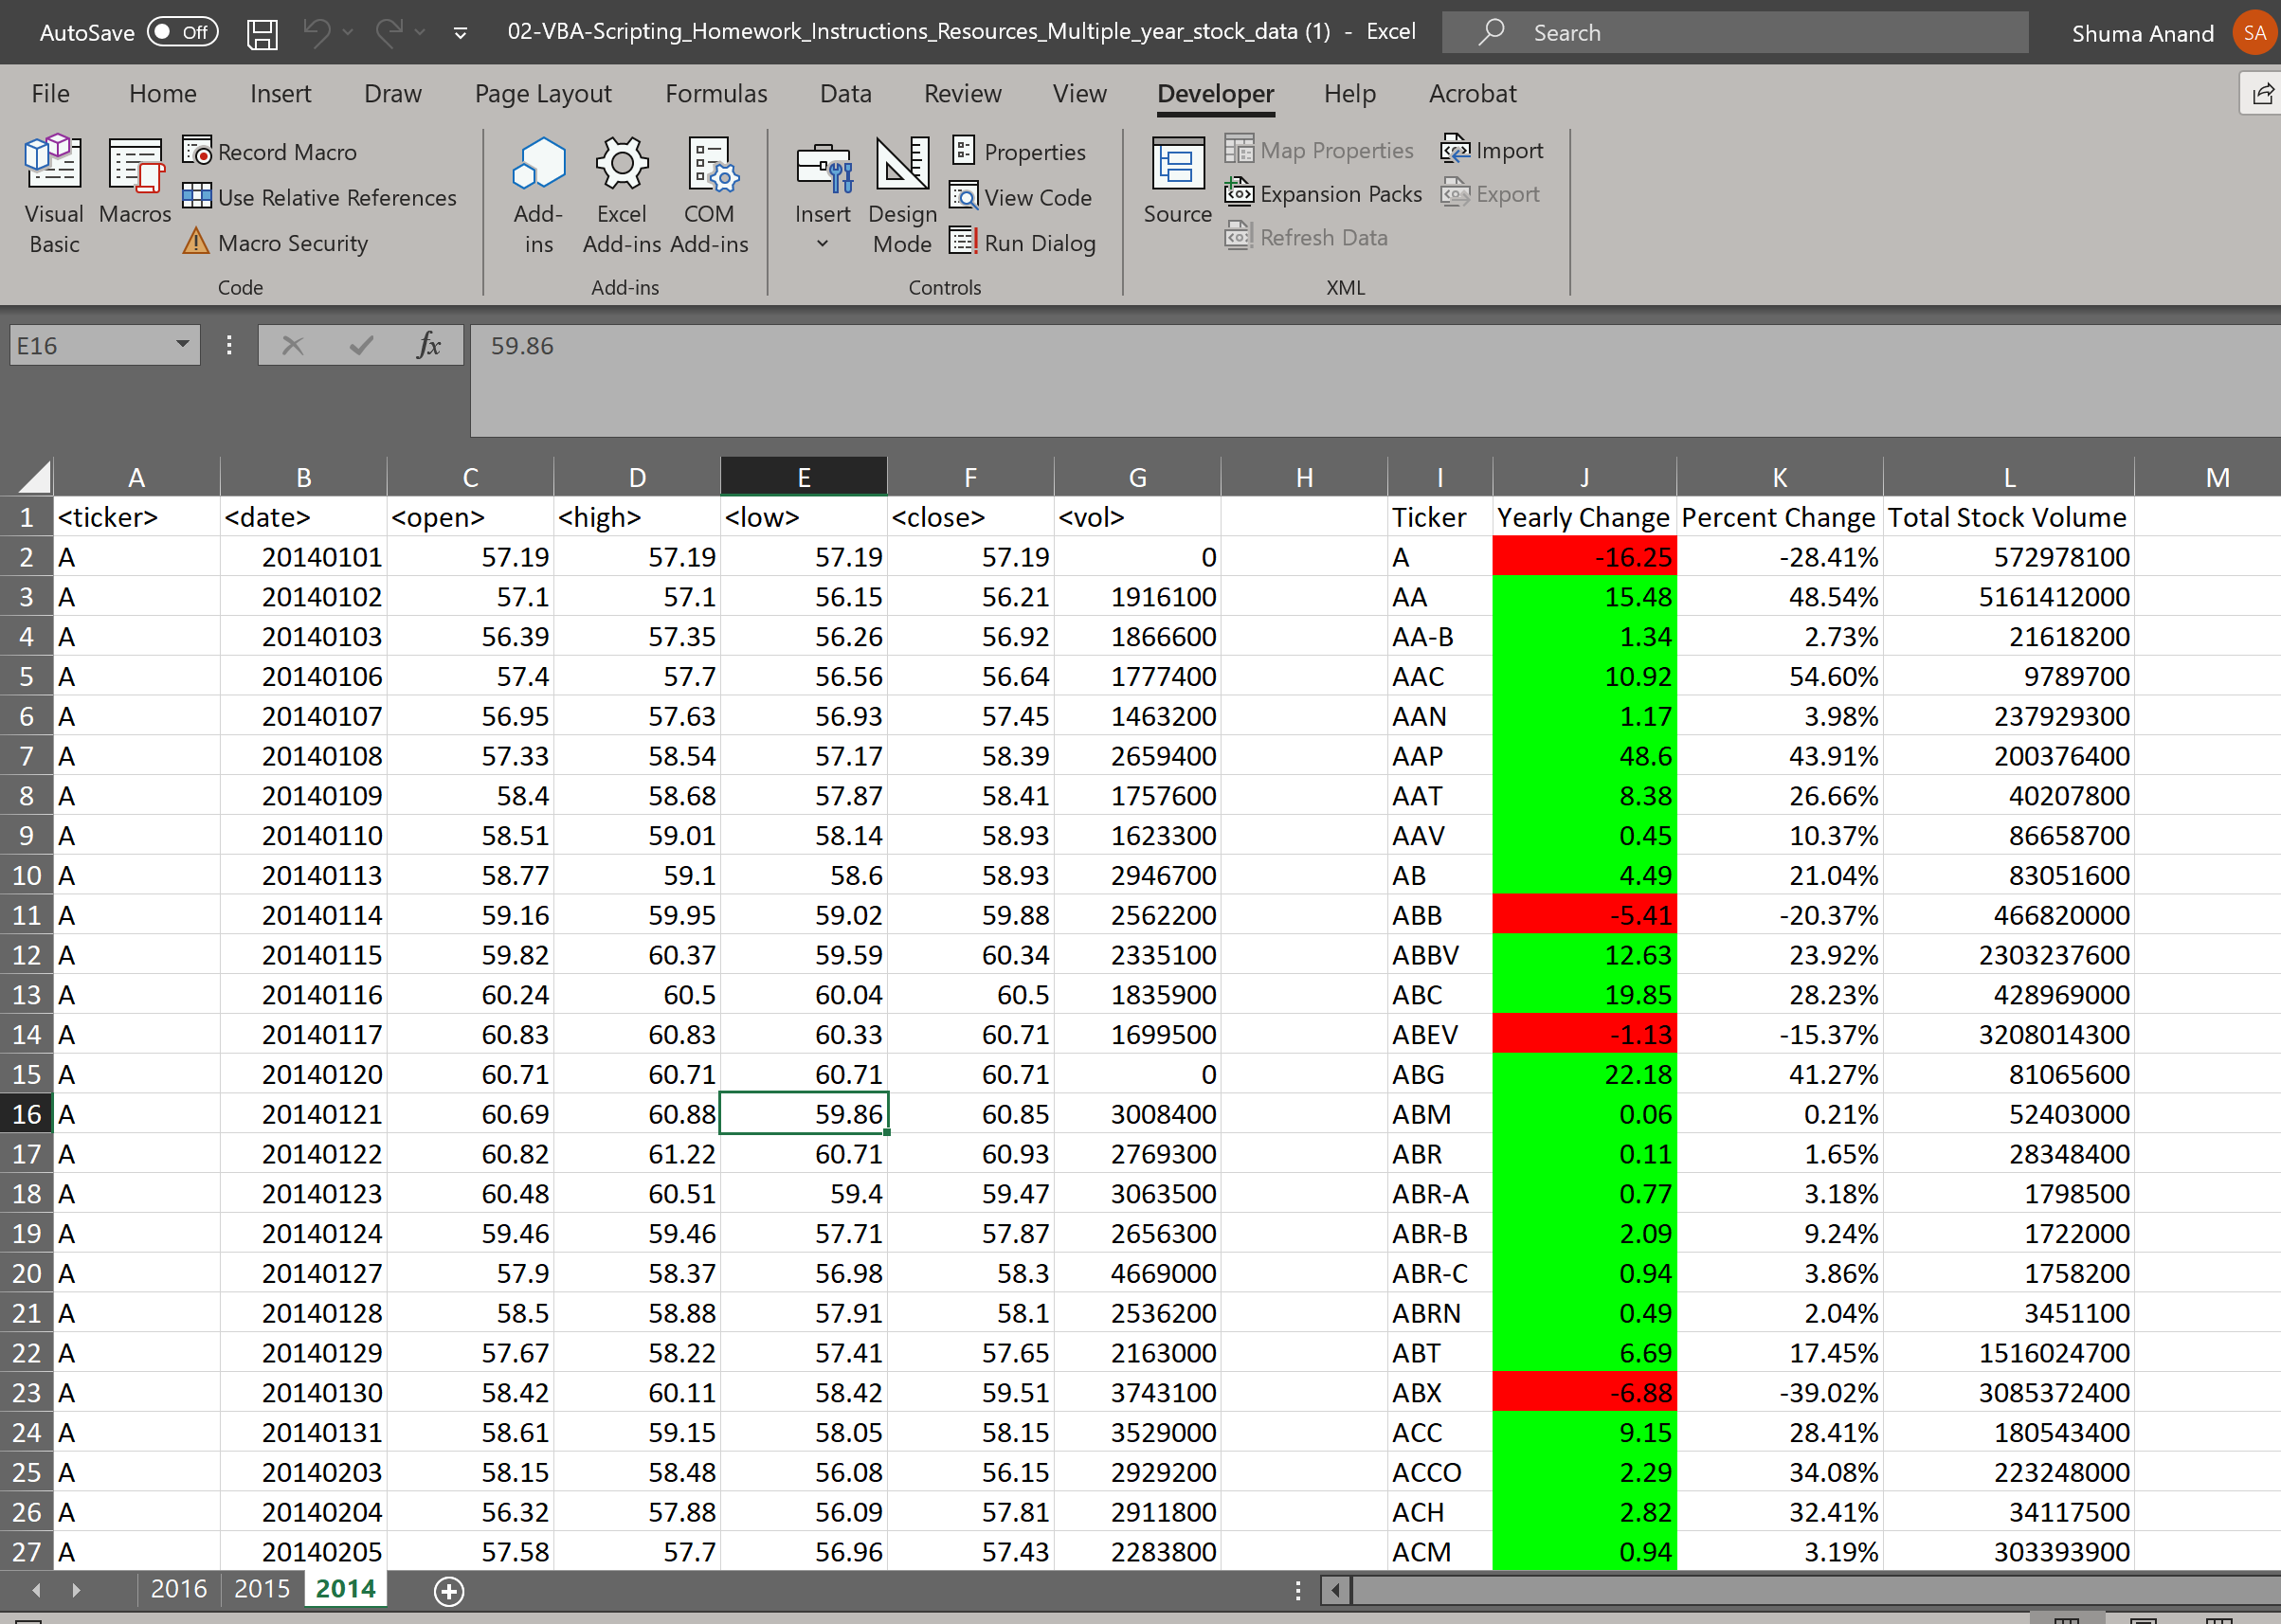 AutoSave Off 02-VBA-Scripting_Homework_Instructions_Resources_Multiple_year_stock_data (1) - Excel Search Shuma Anand SA
File Home Insert Draw Page Layout Formulas Data Review View Developer Help Acrobat
Visual Basic Macros Record Macro Use Relative References Macro Security
Add-ins Excel Add-ins COM Add-ins
Insert Design Mode Properties View Code Run Dialog
Source Map Properties Expansion Packs Refresh Data Import Export
Code Add-ins Controls XML
E16 fx 59.86
A B C D E F G H I J K L M
1 <ticker> <date> <open> <high> <low> <close> <vol> Ticker Yearly Change Percent Change Total Stock Volume
2 A 20140101 57.19 57.19 57.19 57.19 0 A -16.25 -28.41% 572978100
3 A 20140102 57.1 57.1 56.15 56.21 1916100 AA 15.48 48.54% 5161412000
4 A 20140103 56.39 57.35 56.26 56.92 1866600 AA-B 1.34 2.73% 21618200
5 A 20140106 57.4 57.7 56.56 56.64 1777400 AAC 10.92 54.60% 9789700
6 A 20140107 56.95 57.63 56.93 57.45 1463200 AAN 1.17 3.98% 237929300
7 A 20140108 57.33 58.54 57.17 58.39 2659400 AAP 48.6 43.91% 200376400
8 A 20140109 58.4 58.68 57.87 58.41 1757600 AAT 8.38 26.66% 40207800
9 A 20140110 58.51 59.01 58.14 58.93 1623300 AAV 0.45 10.37% 86658700
10 A 20140113 58.77 59.1 58.6 58.93 2946700 AB 4.49 21.04% 83051600
11 A 20140114 59.16 59.95 59.02 59.88 2562200 ABB -5.41 -20.37% 466820000
12 A 20140115 59.82 60.37 59.59 60.34 2335100 ABBV 12.63 23.92% 2303237600
13 A 20140116 60.24 60.5 60.04 60.5 1835900 ABC 19.85 28.23% 428969000
14 A 20140117 60.83 60.83 60.33 60.71 1699500 ABEV -1.13 -15.37% 3208014300
15 A 20140120 60.71 60.71 60.71 60.71 0 ABG 22.18 41.27% 81065600
16 A 20140121 60.69 60.88 59.86 60.85 3008400 ABM 0.06 0.21% 52403000
17 A 20140122 60.82 61.22 60.71 60.93 2769300 ABR 0.11 1.65% 28348400
18 A 20140123 60.48 60.51 59.4 59.47 3063500 ABR-A 0.77 3.18% 1798500
19 A 20140124 59.46 59.46 57.71 57.87 2656300 ABR-B 2.09 9.24% 1722000
20 A 20140127 57.9 58.37 56.98 58.3 4669000 ABR-C 0.94 3.86% 1758200
21 A 20140128 58.5 58.88 57.91 58.1 2536200 ABRN 0.49 2.04% 3451100
22 A 20140129 57.67 58.22 57.41 57.65 2163000 ABT 6.69 17.45% 1516024700
23 A 20140130 58.42 60.11 58.42 59.51 3743100 ABX -6.88 -39.02% 3085372400
24 A 20140131 58.61 59.15 58.05 58.15 3529000 ACC 9.15 28.41% 180543400
25 A 20140203 58.15 58.48 56.08 56.15 2929200 ACCO 2.29 34.08% 223248000
26 A 20140204 56.32 57.88 56.09 57.81 2911800 ACH 2.82 32.41% 34117500
27 A 20140205 57.58 57.7 56.96 57.43 2283800 ACM 0.94 3.19% 303393900
2016 2015 2014